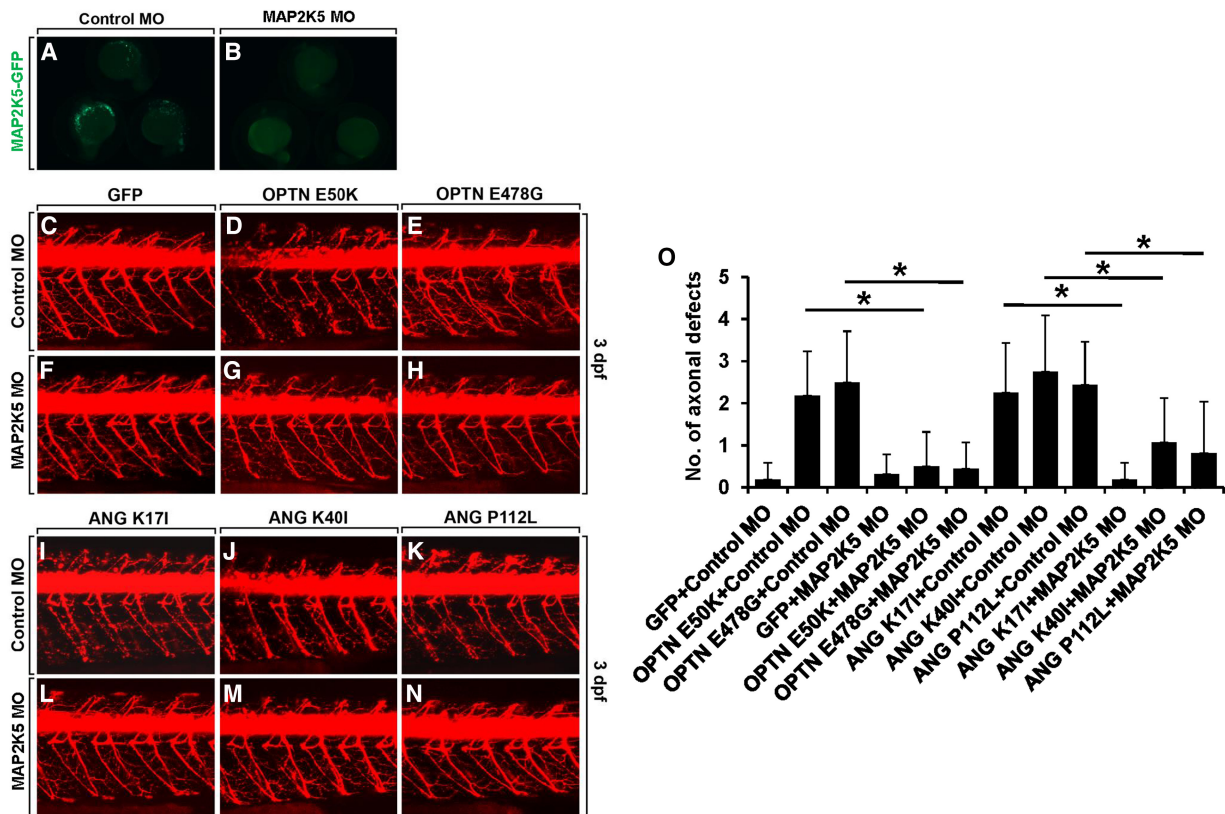 Control MO
MAP2K5 MO
MAP2K5-GFP
A
B
GFP
OPTN E50K
OPTN E478G
Control MO
C
D
E
MAP2K5 MO
F
G
H
3 dpf
ANG K17I
ANG K40I
ANG P112L
Control MO
I
J
K
MAP2K5 MO
L
M
N
3 dpf
O
No. of axonal defects
5
4
3
2
1
0
*
*
*
*
*
GFP+Control MO
OPTN E50K+Control MO
OPTN E478G+Control MO
GFP+MAP2K5 MO
OPTN E50K+MAP2K5 MO
OPTN E478G+MAP2K5 MO
ANG K17I+Control MO
ANG K40I+Control MO
ANG P112L+Control MO
ANG K17I+MAP2K5 MO
ANG K40I+MAP2K5 MO
ANG P112L+MAP2K5 MO